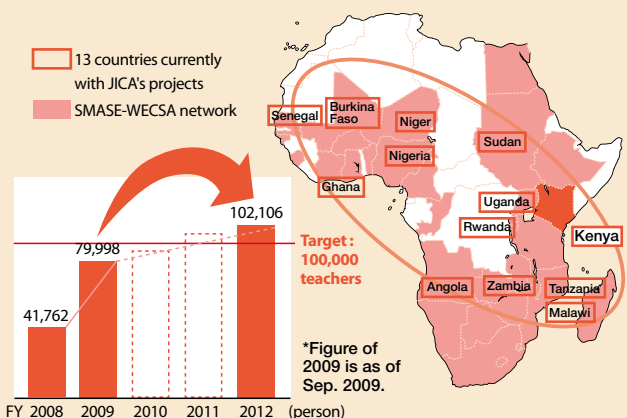 13 countries currently
with JICA's projects
SMASE-WECSA network
Senegal
Burkina
Faso
Niger
Nigeria
Sudan
Ghana
Uganda
Rwanda
Kenya
Angola
Zambia
Tanzania
Malawi
102,106
79,998
41,762
Target :
100,000
teachers
*Figure of
2009 is as of
Sep. 2009.
FY 2008 2009 2010 2011 2012 (person)